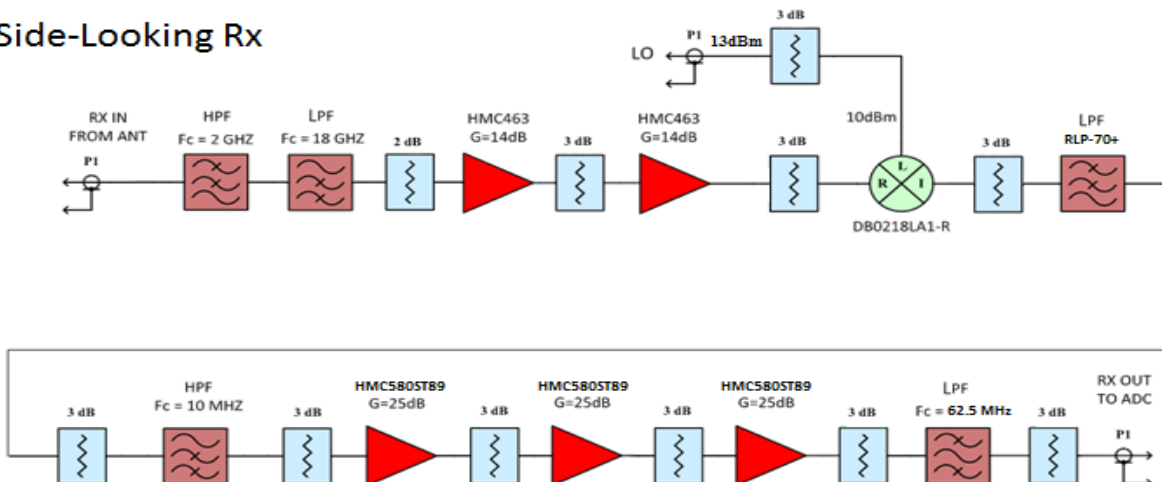 Side-Looking Rx
3 dB
LO
P1
13dBm
RX IN
FROM ANT
P1
HPF
Fc = 2 GHZ
LPF
Fc = 18 GHZ
2 dB
HMC463
G=14dB
3 dB
HMC463
G=14dB
3 dB
10dBm
L
R
I
DB0218LA1-R
3 dB
LPF
RLP-70+
3 dB
HPF
Fc = 10 MHZ
3 dB
HMC580ST89
G=25dB
3 dB
HMC580ST89
G=25dB
3 dB
HMC580ST89
G=25dB
3 dB
LPF
Fc = 62.5 MHz
3 dB
RX OUT
TO ADC
P1